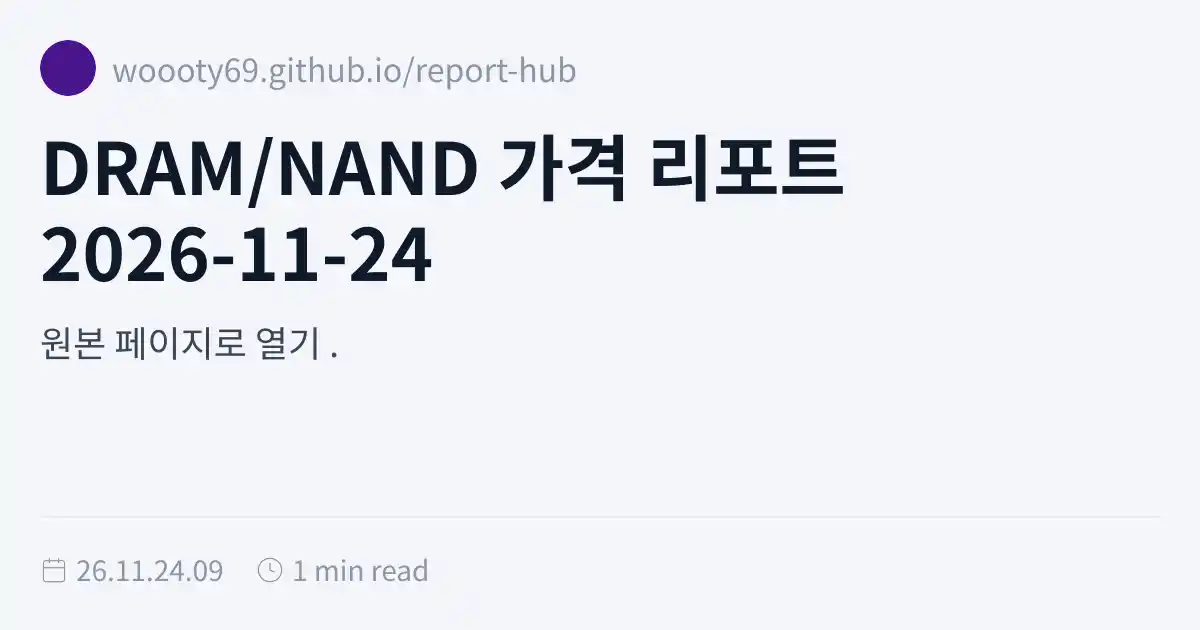 woooty69.github.io/report-hub
DRAM/NAND 가격 리포트
2026-11-24
원본 페이지로 열기 .
26.11.24.09
1 min read